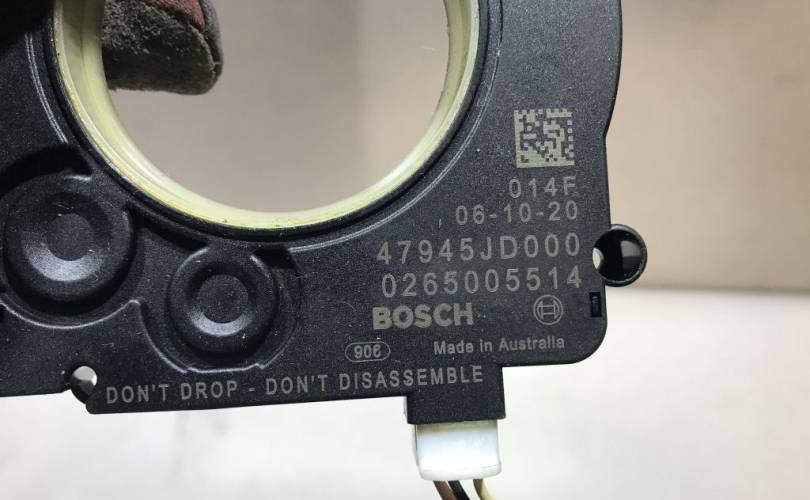 014F
06-10-20
47945JD000
0265005514
BOSCH
906
Made in Australia
DON'T DROP - DON'T DISASSEMBLE